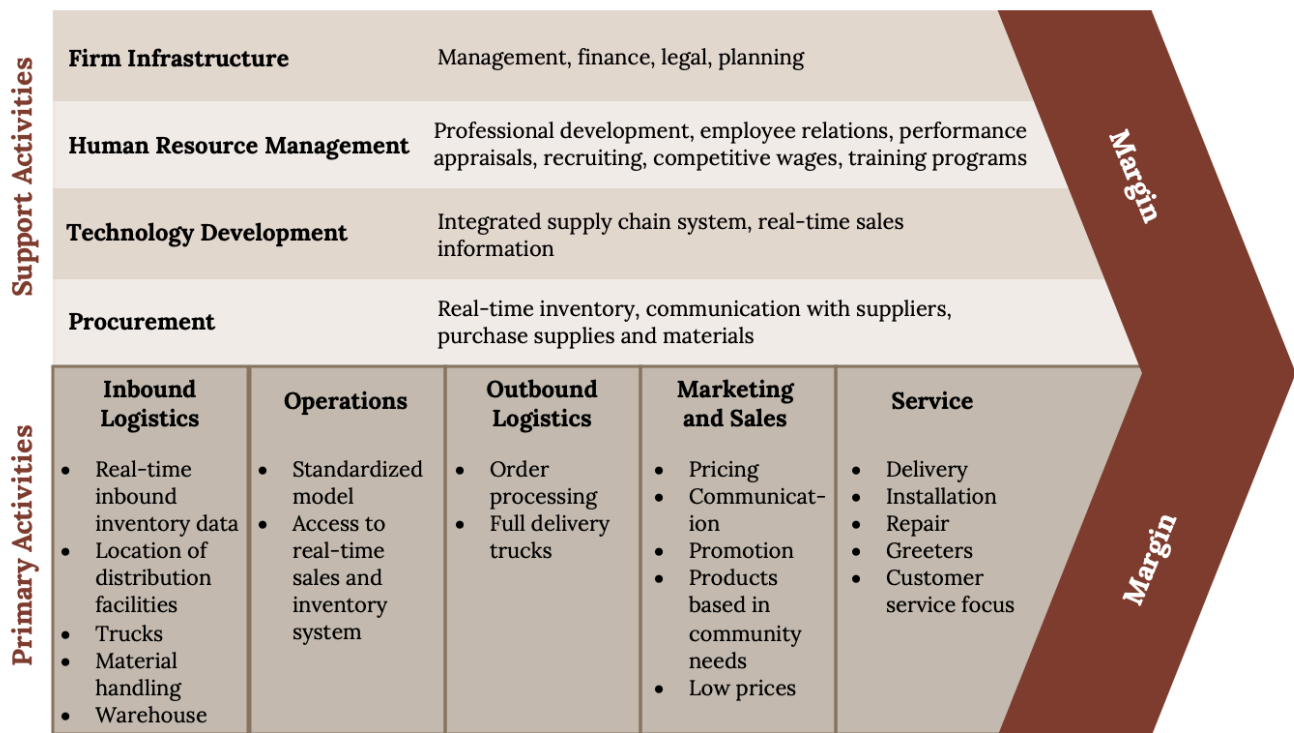 Support Activities
Firm Infrastructure
Management, finance, legal, planning
Human Resource Management
Professional development, employee relations, performance
appraisals, recruiting, competitive wages, training programs
Technology Development
Integrated supply chain system, real-time sales
information
Procurement
Real-time inventory, communication with suppliers,
purchase supplies and materials
Margin
Primary Activities
Inbound
Logistics
• Real-time
inbound
inventory data
• Location of
distribution
facilities
• Trucks
• Material
handling
• Warehouse
Operations
• Standardized
model
• Access to
real-time
sales and
inventory
system
Outbound
Logistics
• Order
processing
• Full delivery
trucks
Marketing
and Sales
• Pricing
• Communicat-
ion
• Promotion
• Products
based in
community
needs
• Low prices
Service
• Delivery
• Installation
• Repair
• Greeters
• Customer
service focus
Margin